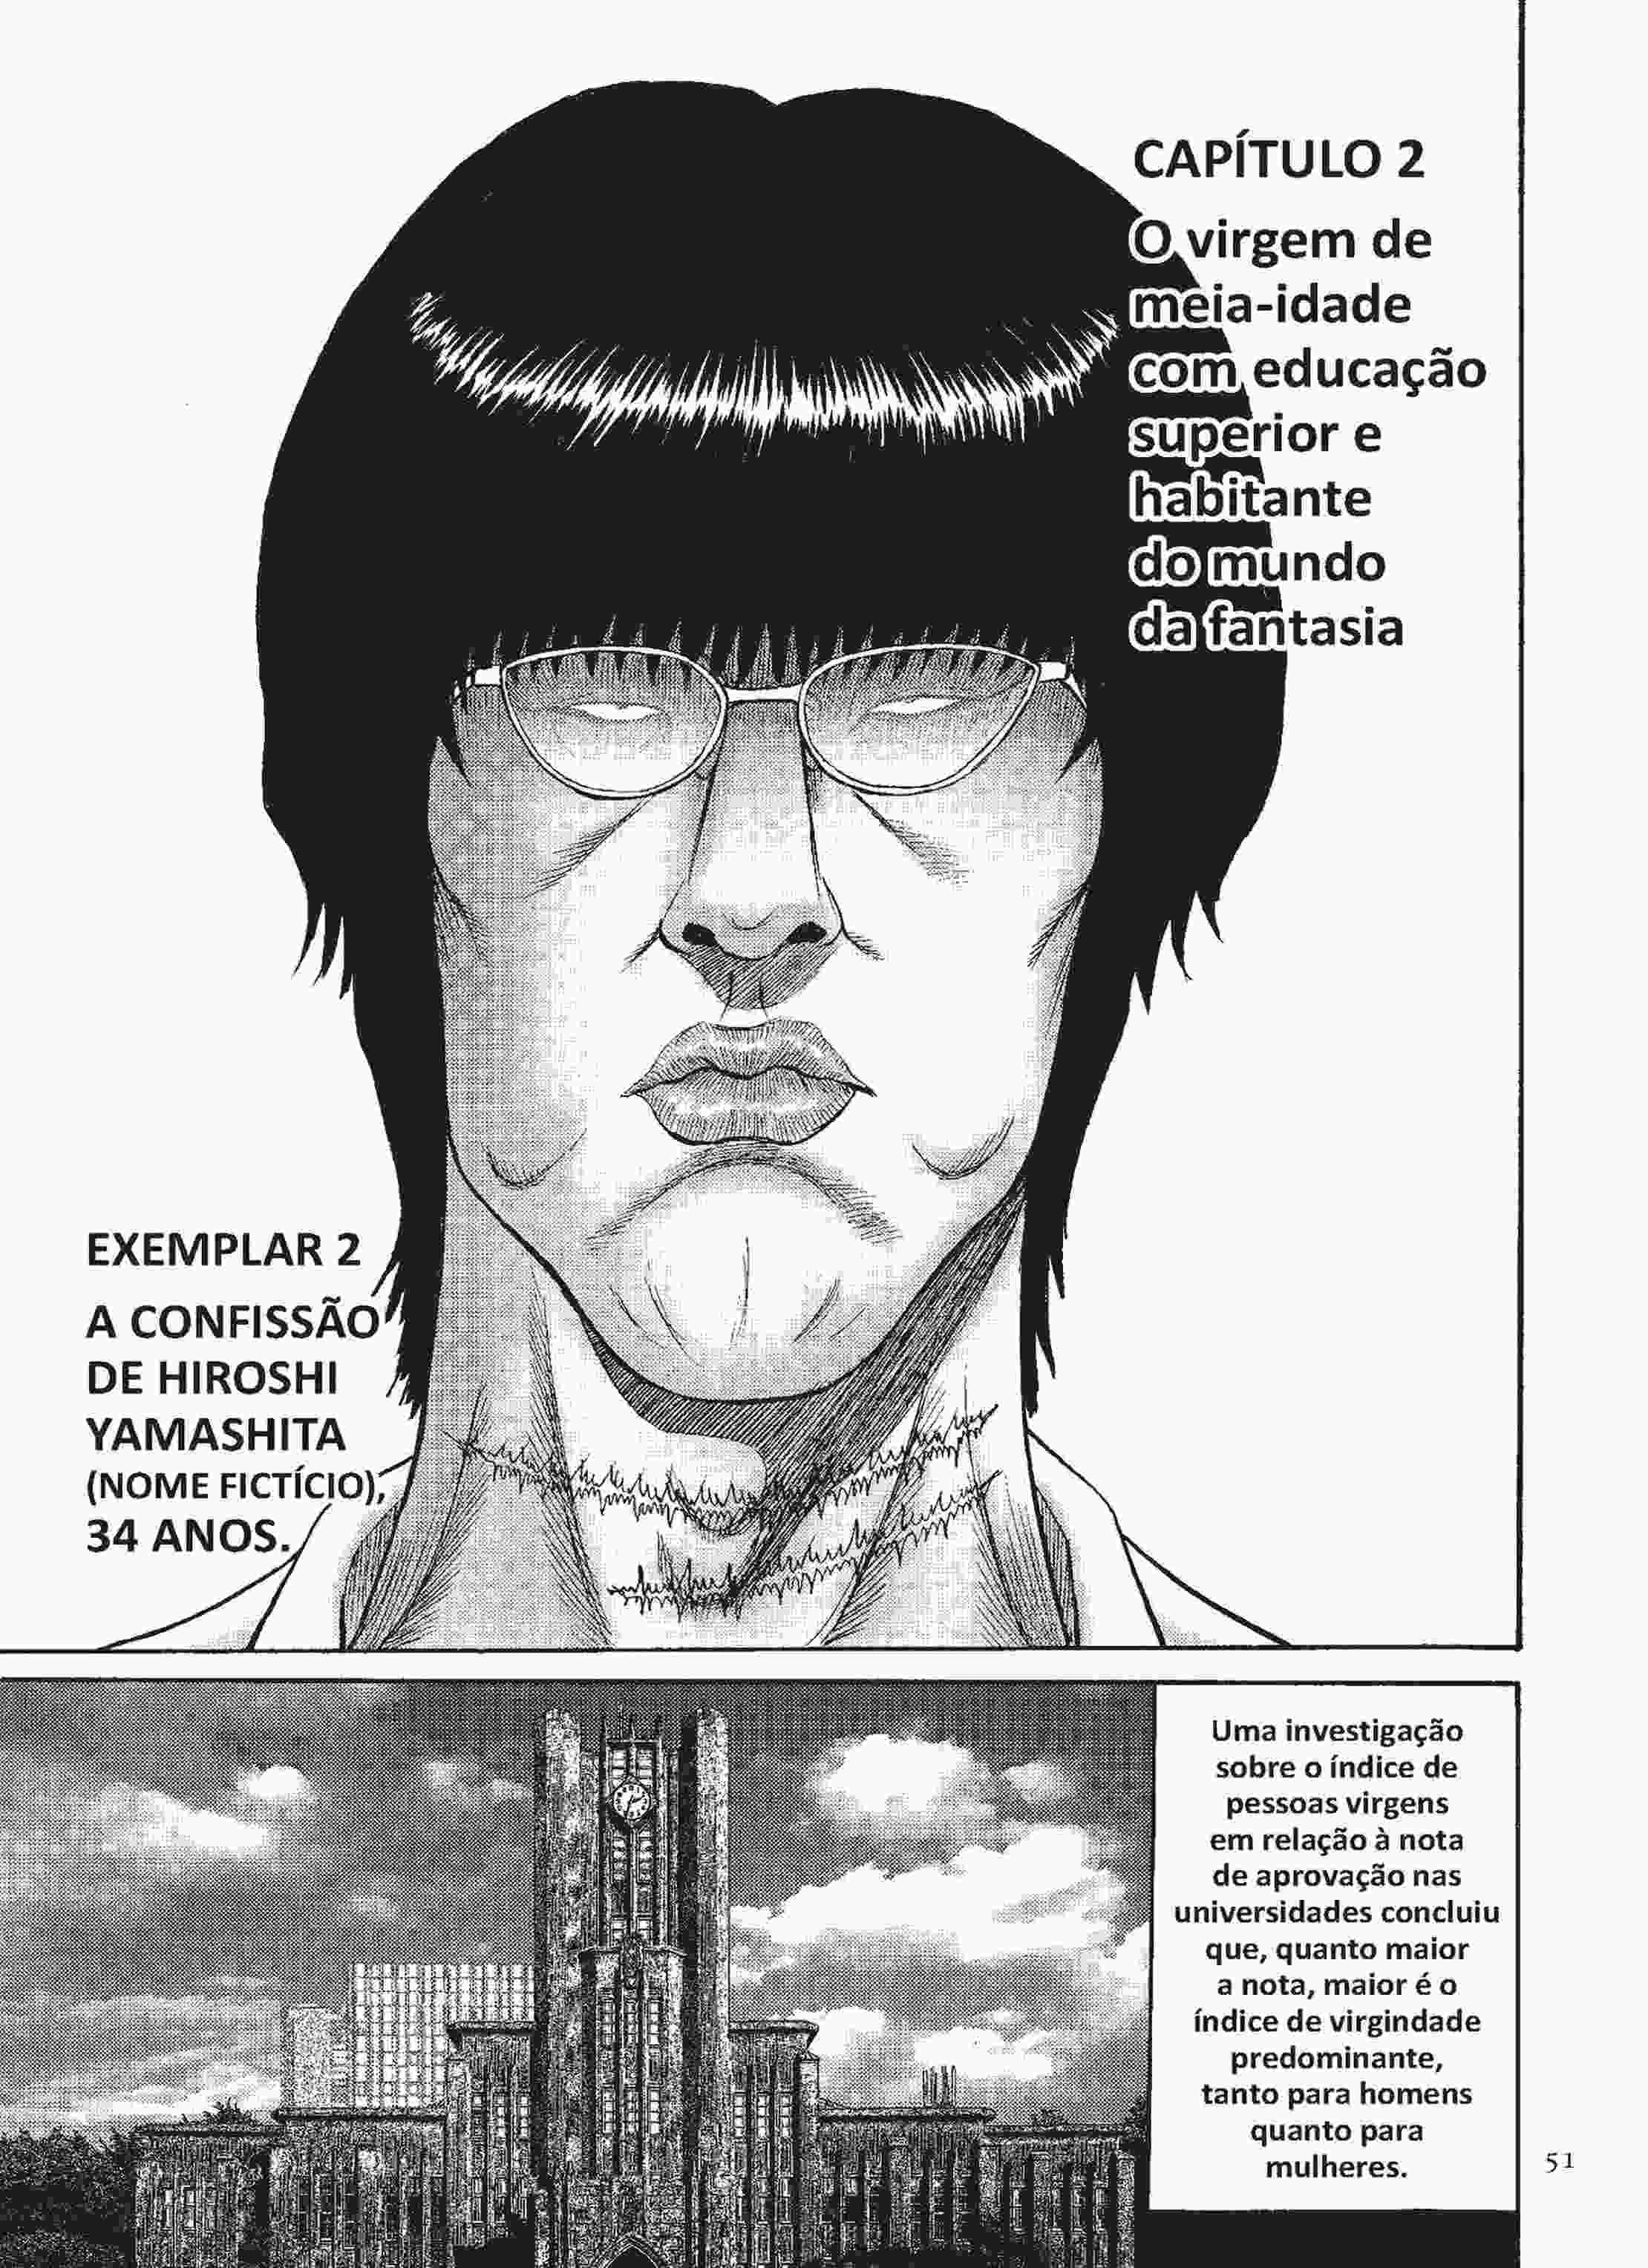 CAPÍTULO 2
O virgem de
meia-idade
com educação
superior e
habitante
do mundo
da fantasia
EXEMPLAR 2
A CONFISSÃO
DE HIROSHI
YAMASHITA
(NOME FICTÍCIO),
34 ANOS.
Uma investigação
sobre o índice de
pessoas virgens
em relação à nota
de aprovação nas
universidades concluiu
que, quanto maior
a nota, maior é o
índice de virgindade
predominante,
tanto para homens
quanto para
mulheres.
51